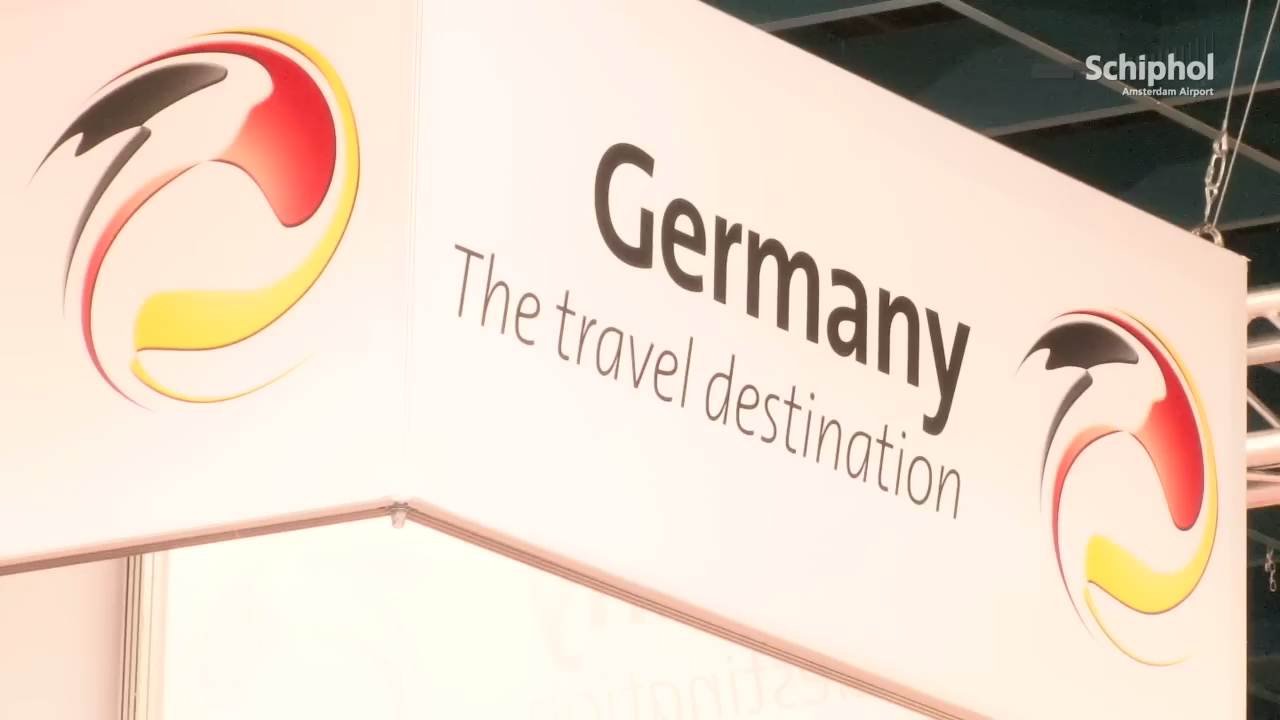 Schiphol
Amsterdam Airport
Germany
The travel destination